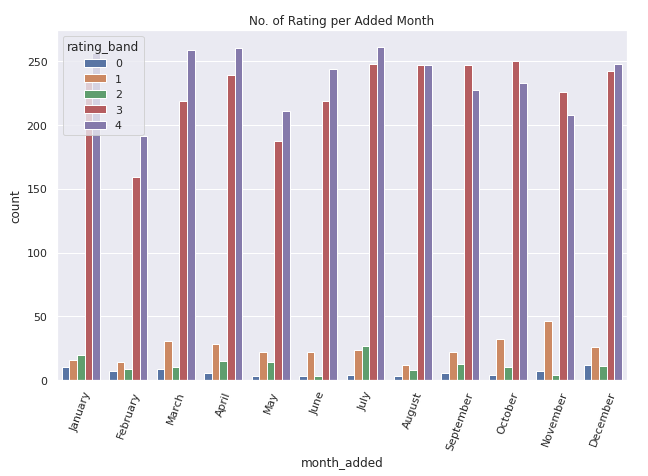 No. of Rating per Added Month
rating_band
0
1
2
3
4
250
200
150
100
50
0
count
January
February
March
April
May
June
July
August
September
October
November
December
month_added